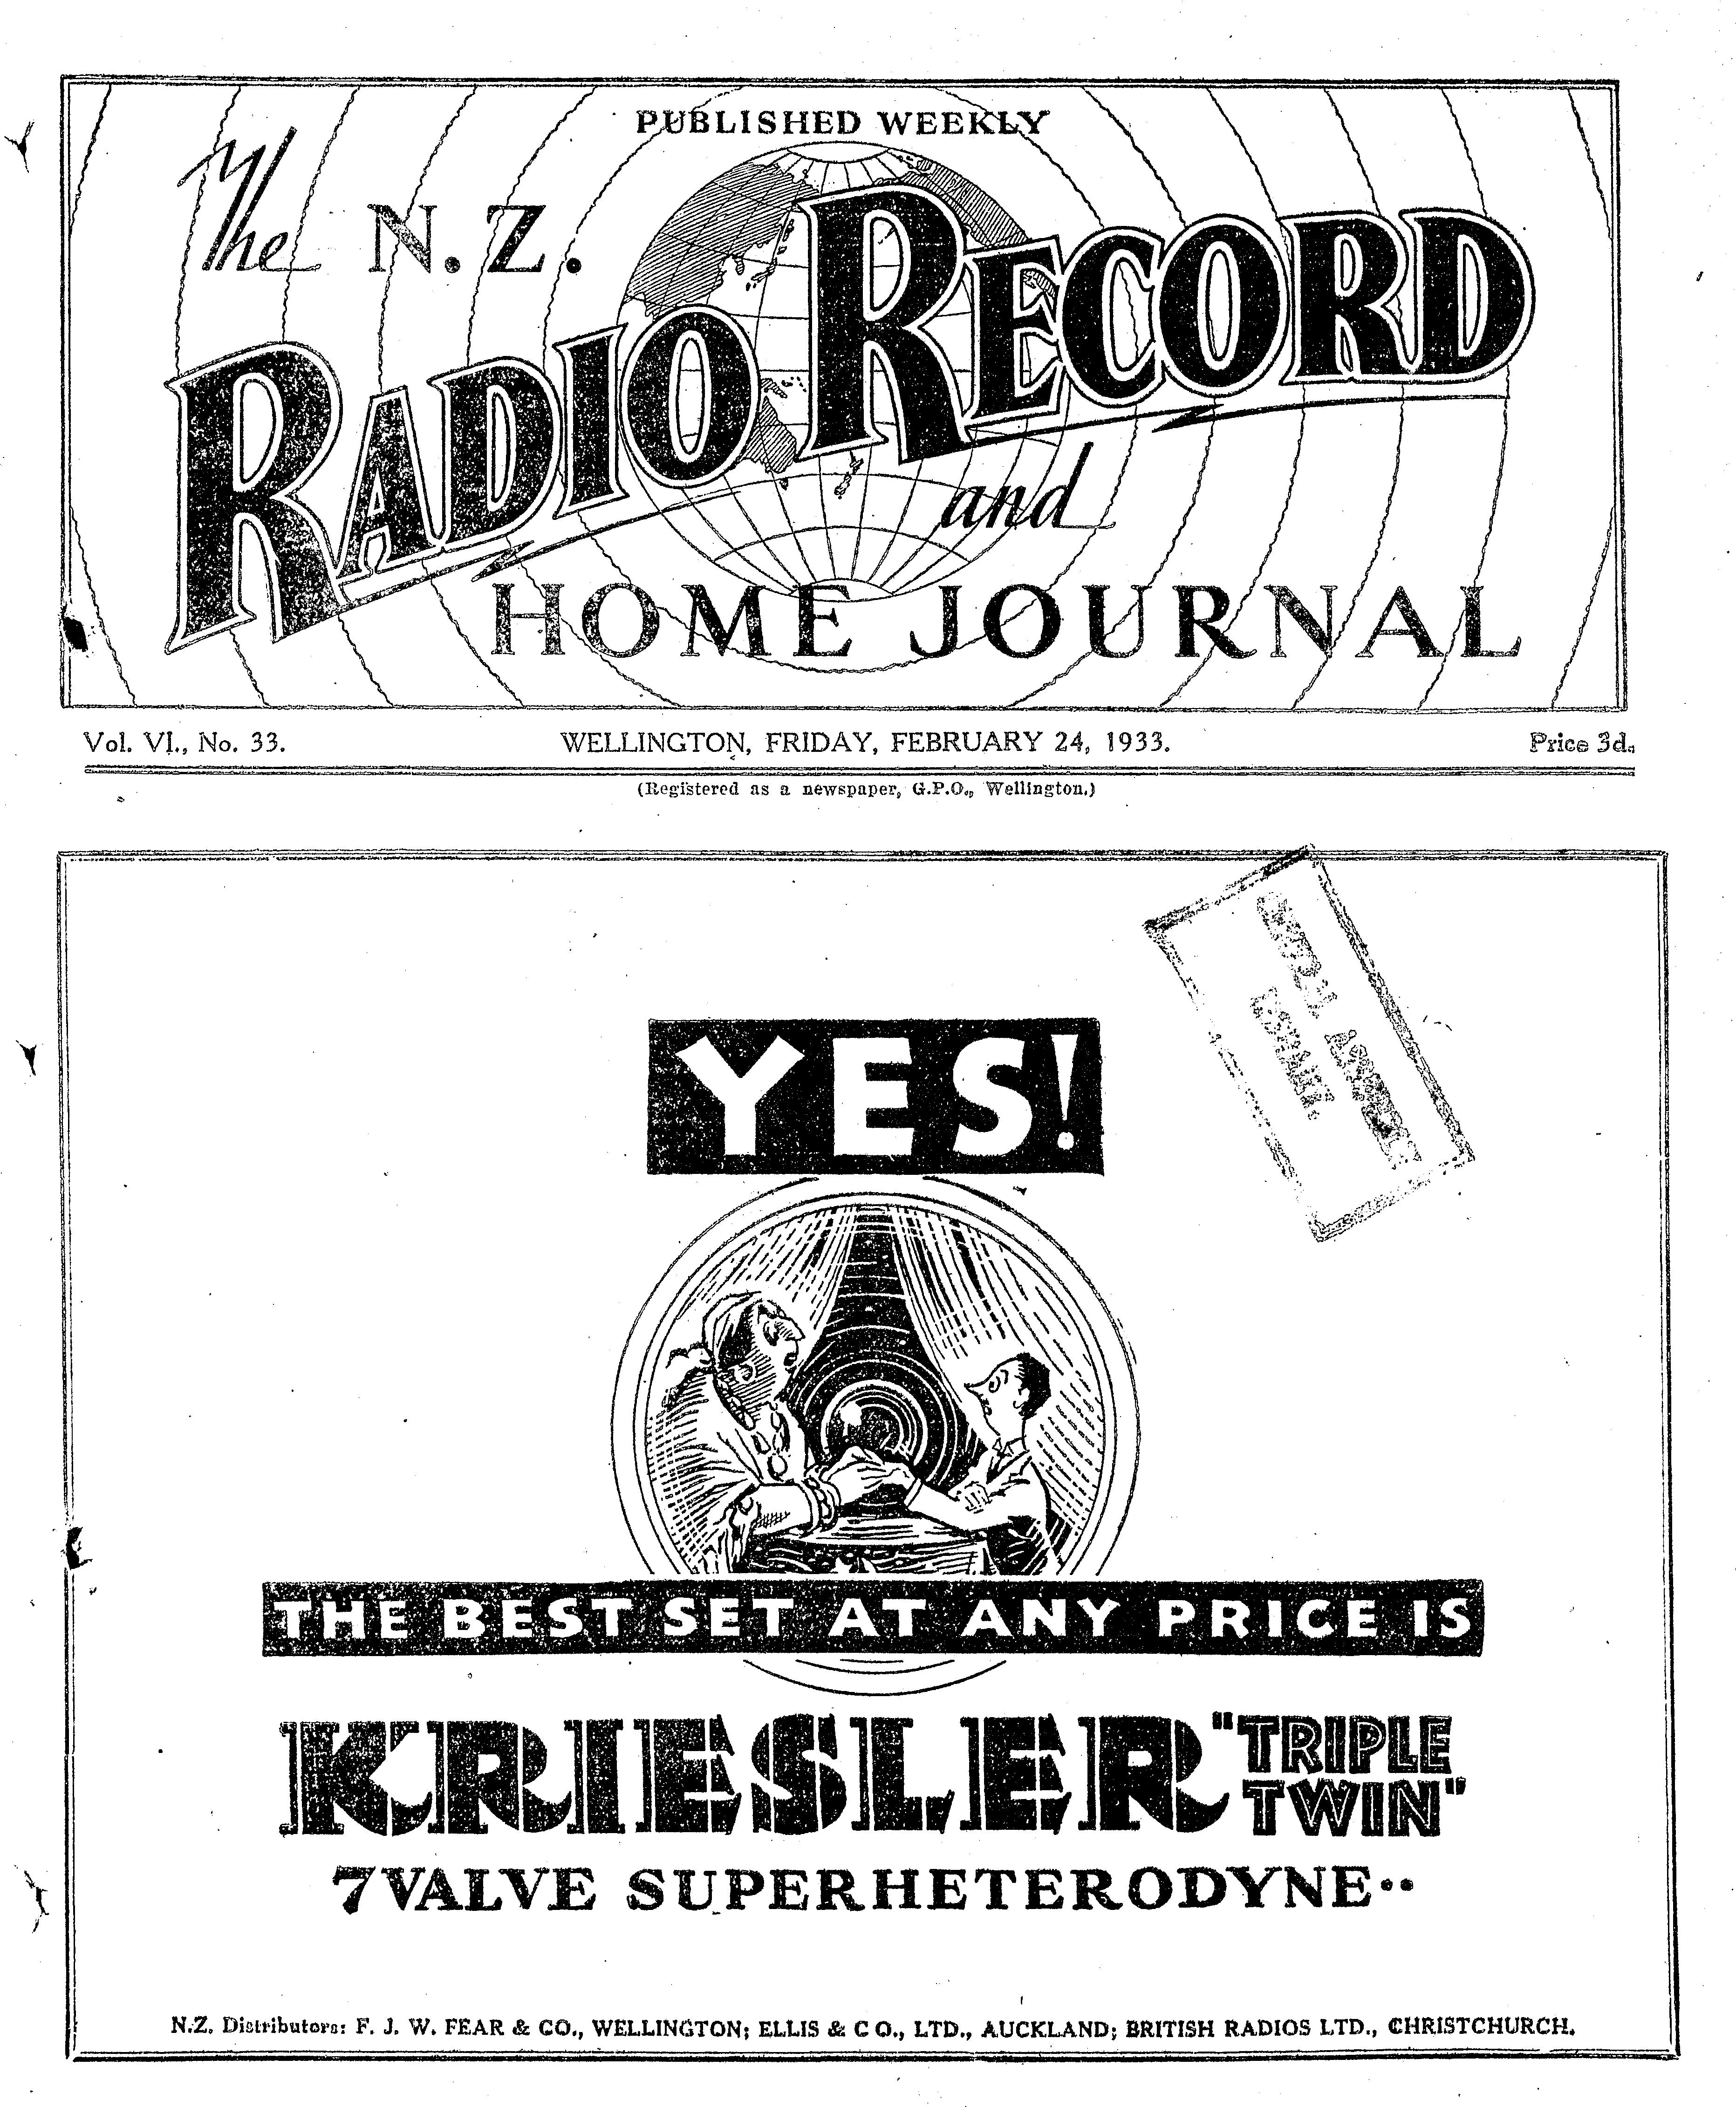 PUBLISHED WEEKLY
The N.Z.
RADIO RECORD
and
HOME JOURNAL
Vol. VI., No. 33.
WELLINGTON, FRIDAY, FEBRUARY 24, 1933.
Price 3d.
(Registered as a newspaper, G.P.O., Wellington.)
YES!
THE BEST SET AT ANY PRICE IS
KRIESLER "TRIPLE
TWIN"
7 VALVE SUPERHETERODYNE..
N.Z. Distributors: F. J. W. FEAR & CO., WELLINGTON; ELLIS & CO., LTD., AUCKLAND; BRITISH RADIOS LTD., CHRISTCHURCH.